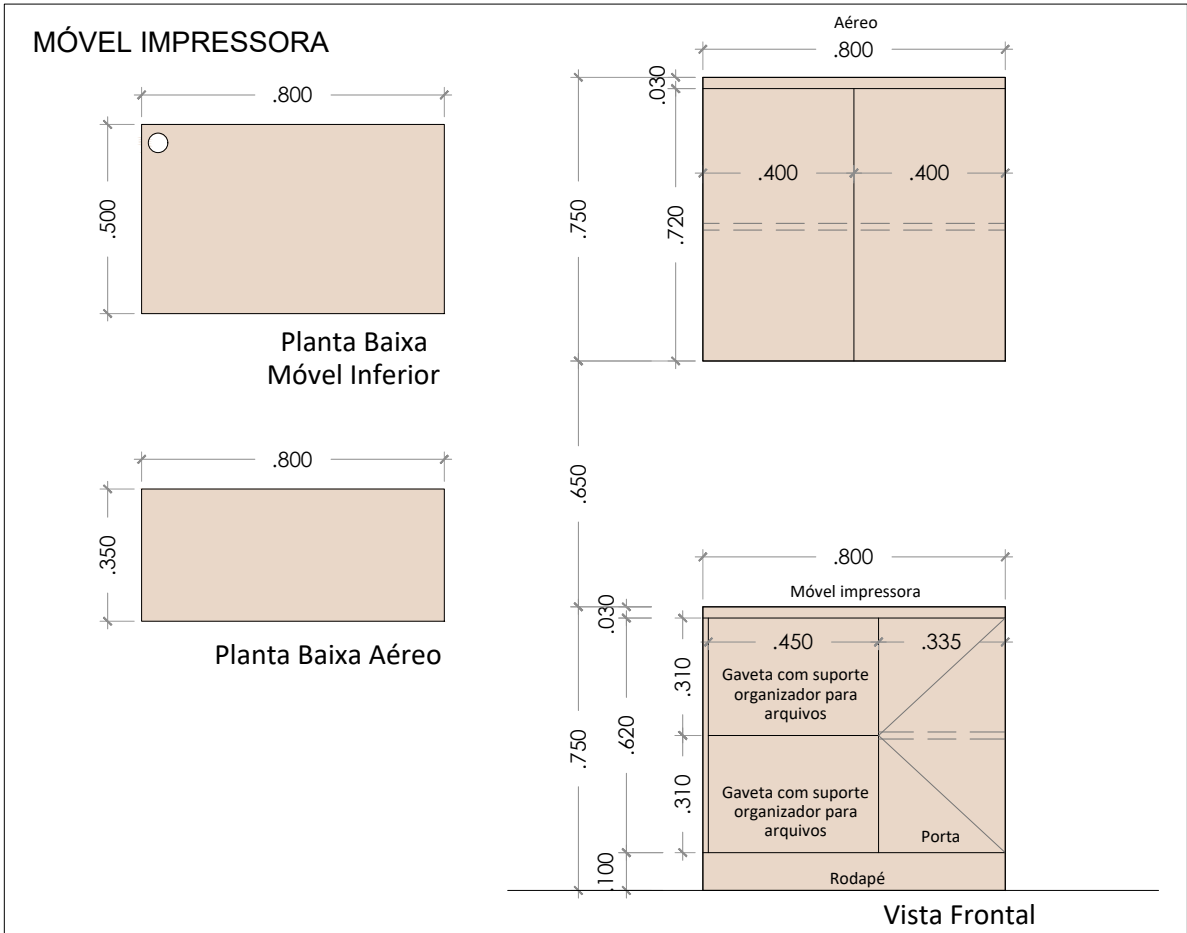 MÓVEL IMPRESSORA
.800
.500
Planta Baixa
Móvel Inferior
.800
.350
Planta Baixa Aéreo
Aéreo
.800
.030
.400
.400
.750
.720
.650
.800
Móvel impressora
.030
.450
.335
.310
Gaveta com suporte
organizador para
arquivos
.750
.620
.310
Gaveta com suporte
organizador para
arquivos
Porta
.100
Rodapé
Vista Frontal